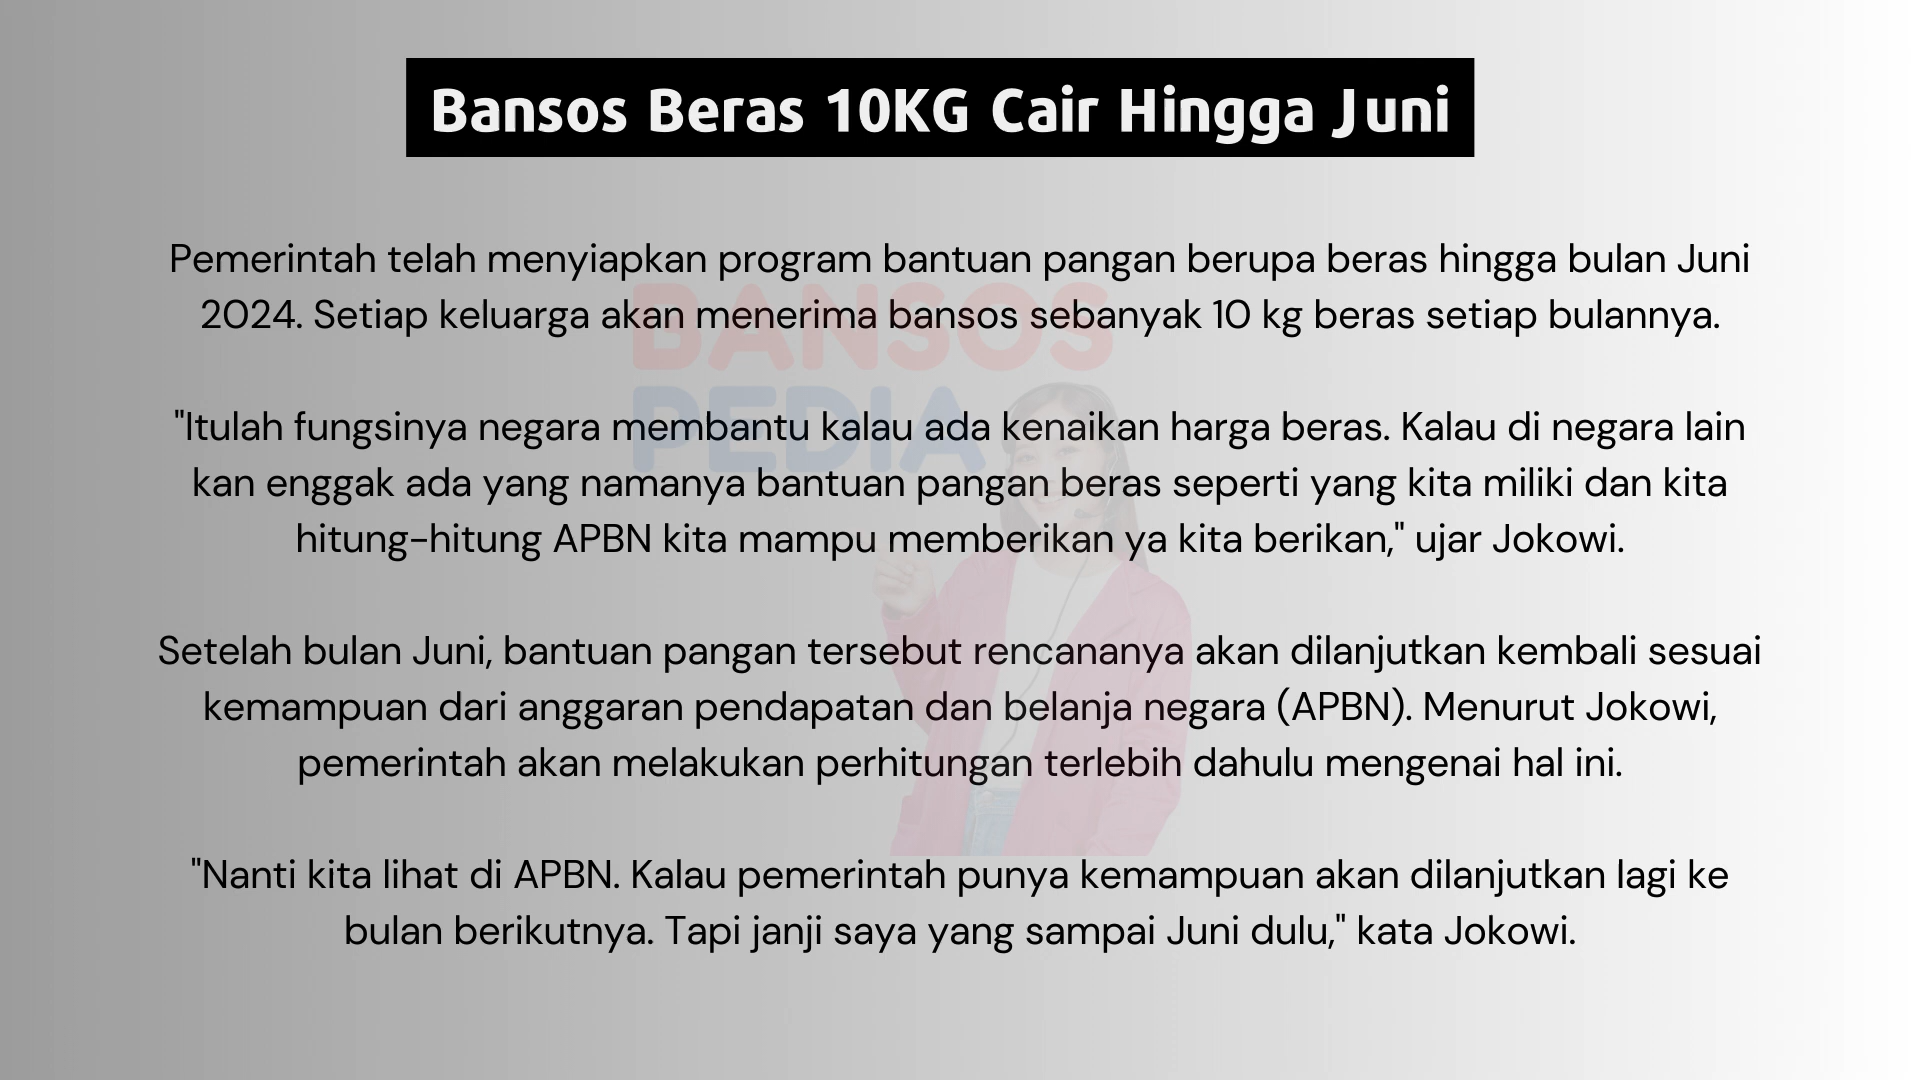 Bansos Beras 10KG Cair Hingga Juni
Pemerintah telah menyiapkan program bantuan pangan berupa beras hingga bulan Juni
2024. Setiap keluarga akan menerima bansos sebanyak 10 kg beras setiap bulannya.
"Itulah fungsinya negara membantu kalau ada kenaikan harga beras. Kalau di negara lain
kan enggak ada yang namanya bantuan pangan beras seperti yang kita miliki dan kita
hitung-hitung APBN kita mampu memberikan ya kita berikan," ujar Jokowi.
Setelah bulan Juni, bantuan pangan tersebut rencananya akan dilanjutkan kembali sesuai
kemampuan dari anggaran pendapatan dan belanja negara (APBN). Menurut Jokowi,
pemerintah akan melakukan perhitungan terlebih dahulu mengenai hal ini.
"Nanti kita lihat di APBN. Kalau pemerintah punya kemampuan akan dilanjutkan lagi ke
bulan berikutnya. Tapi janji saya yang sampai Juni dulu," kata Jokowi.
BANSOS
PEDIA